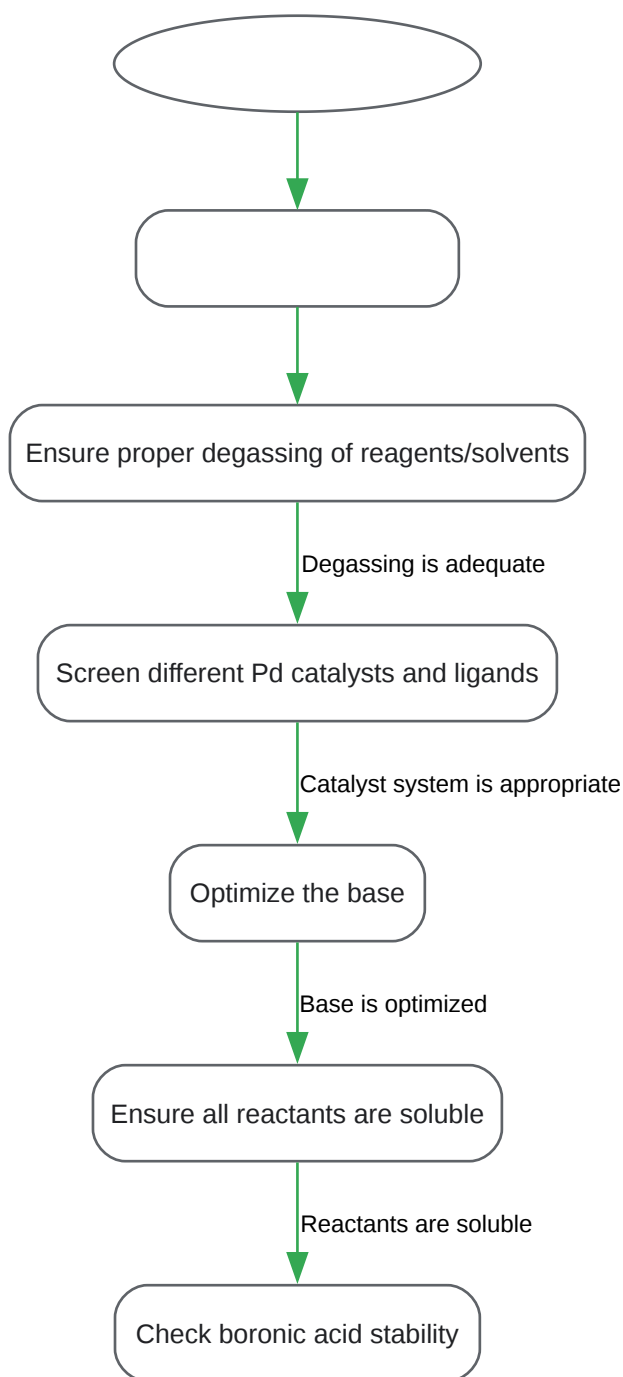 Ensure proper degassing of reagents/solvents
Degassing is adequate
Screen different Pd catalysts and ligands
Catalyst system is appropriate
Optimize the base
Base is optimized
Ensure all reactants are soluble
Reactants are soluble
Check boronic acid stability